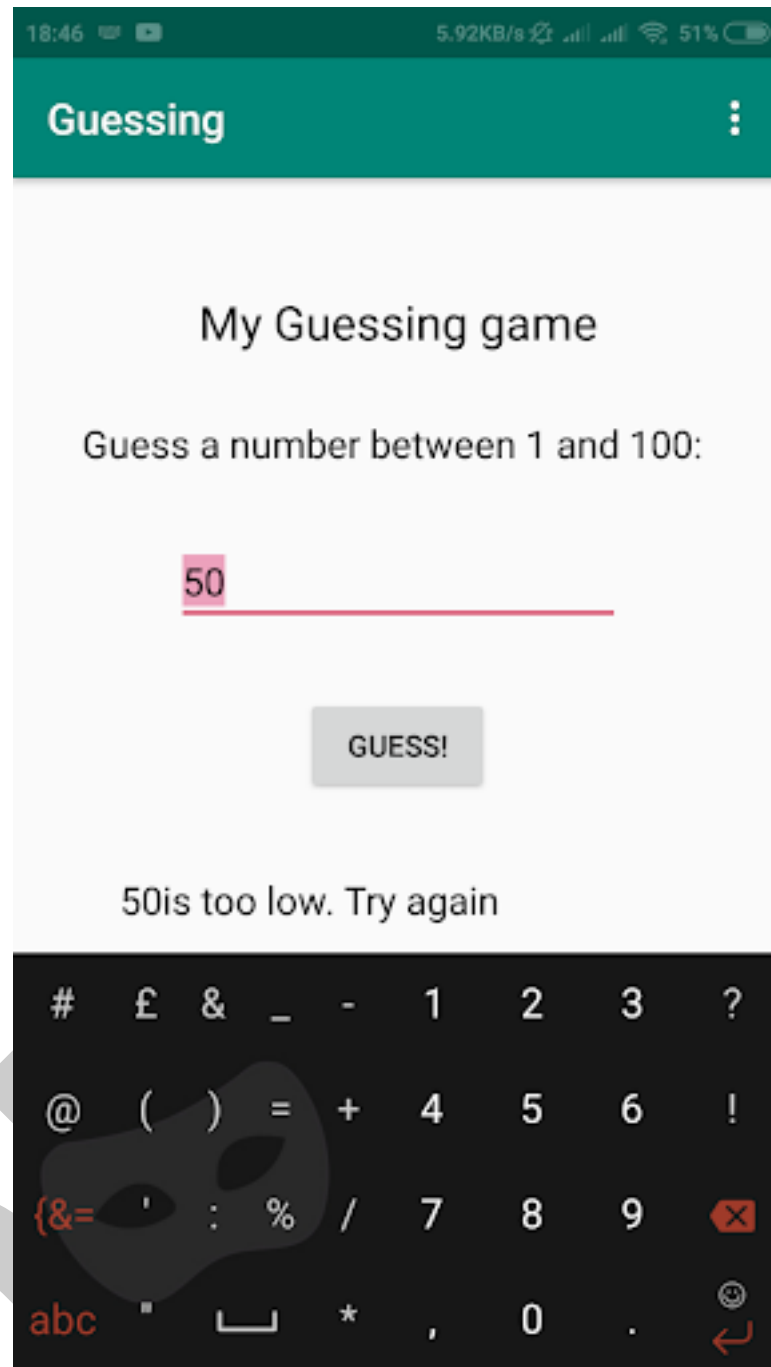 18:46 5.92KB/s 51%
Guessing
My Guessing game
Guess a number between 1 and 100:
50
GUESS!
50is too low. Try again
# £ & _ - 1 2 3 ?
@ ( ) = + 4 5 6 !
{&= ' : % / 7 8 9
abc " * , 0 .